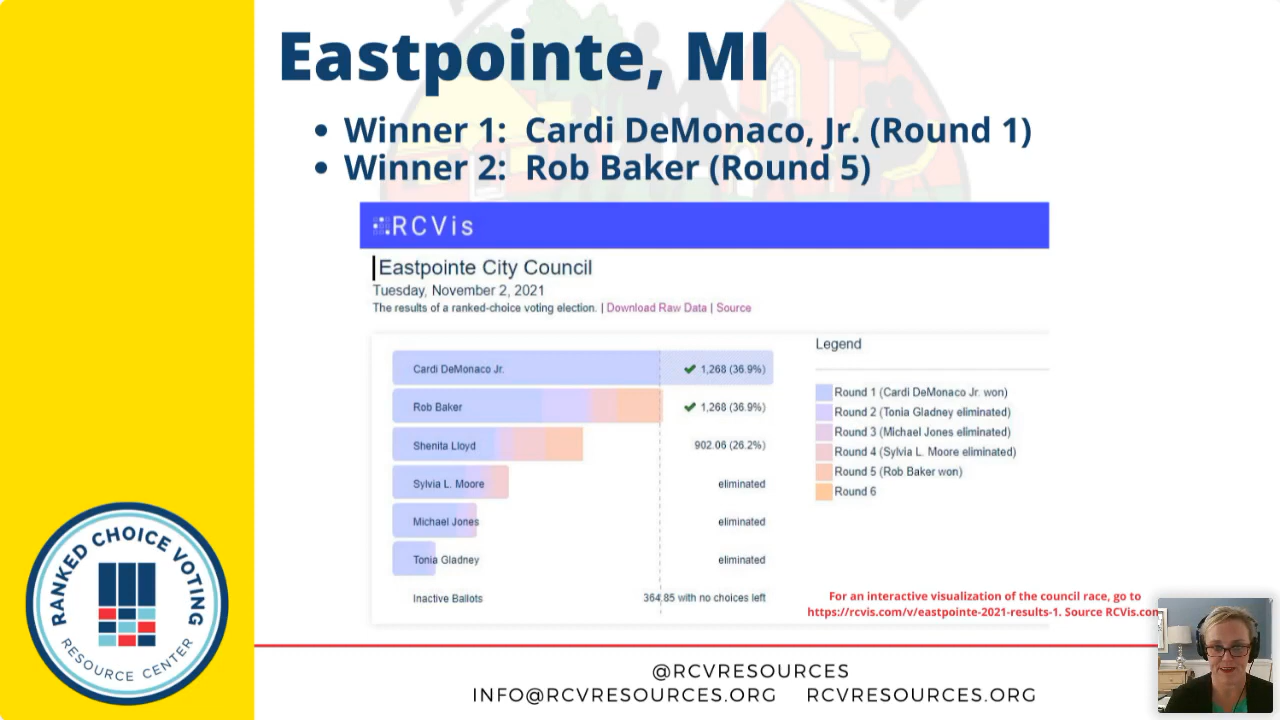 Eastpointe, MI
• Winner 1: Cardi DeMonaco, Jr. (Round 1)
• Winner 2: Rob Baker (Round 5)
RCVis
Eastpointe City Council
Tuesday, November 2, 2021
The results of a ranked-choice voting election. | Download Raw Data | Source
Legend
Cardi DeMonaco Jr. 1,268 (36.9%)
Rob Baker 1,268 (36.9%)
Shenita Lloyd 902.06 (26.2%)
Sylvia L. Moore eliminated
Michael Jones eliminated
Tonia Gladney eliminated
Inactive Ballots 364.85 with no choices left
Round 1 (Cardi DeMonaco Jr. won)
Round 2 (Tonia Gladney eliminated)
Round 3 (Michael Jones eliminated)
Round 4 (Sylvia L. Moore eliminated)
Round 5 (Rob Baker won)
Round 6
For an interactive visualization of the council race, go to
https://rcvis.com/v/eastpointe-2021-results-1. Source RCVis.com
RANKED CHOICE VOTING
RESOURCE CENTER
@RCVRESOURCES
INFO@RCVRESOURCES.ORG RCVRESOURCES.ORG